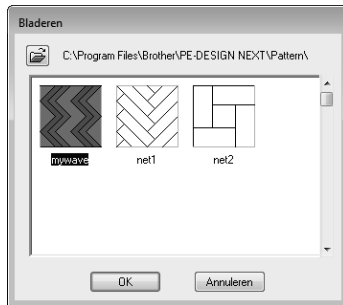 Bladeren
C:\Program Files\Brother\PE-DESIGN NEXT\Pattern\
mywave net1 net2
OK Annuleren